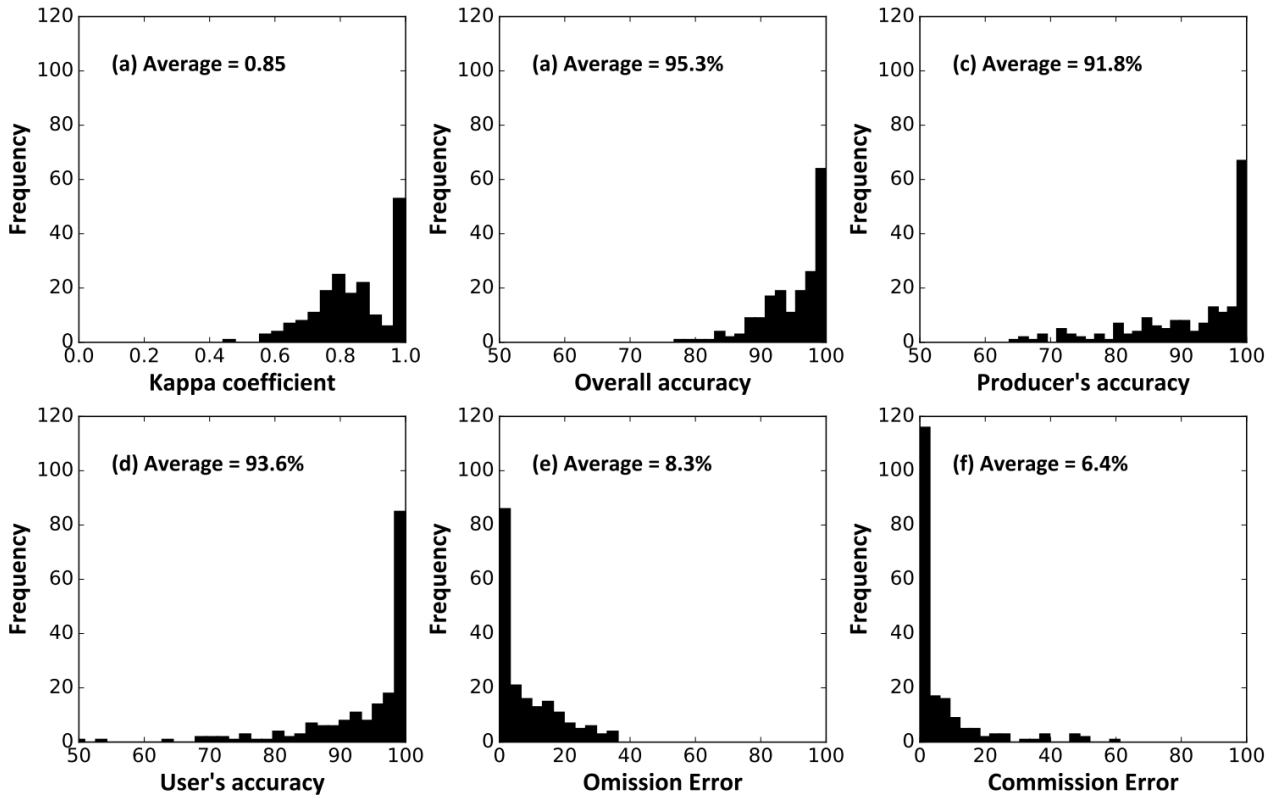 120
100
80
60
40
20
0
Frequency
(a) Average = 0.85
0.0 0.2 0.4 0.6 0.8 1.0
Kappa coefficient
120
100
80
60
40
20
0
Frequency
(a) Average = 95.3%
50 60 70 80 90 100
Overall accuracy
120
100
80
60
40
20
0
Frequency
(c) Average = 91.8%
50 60 70 80 90 100
Producer's accuracy
120
100
80
60
40
20
0
Frequency
(d) Average = 93.6%
50 60 70 80 90 100
User's accuracy
120
100
80
60
40
20
0
Frequency
(e) Average = 8.3%
0 20 40 60 80 100
Omission Error
120
100
80
60
40
20
0
Frequency
(f) Average = 6.4%
0 20 40 60 80 100
Commission Error